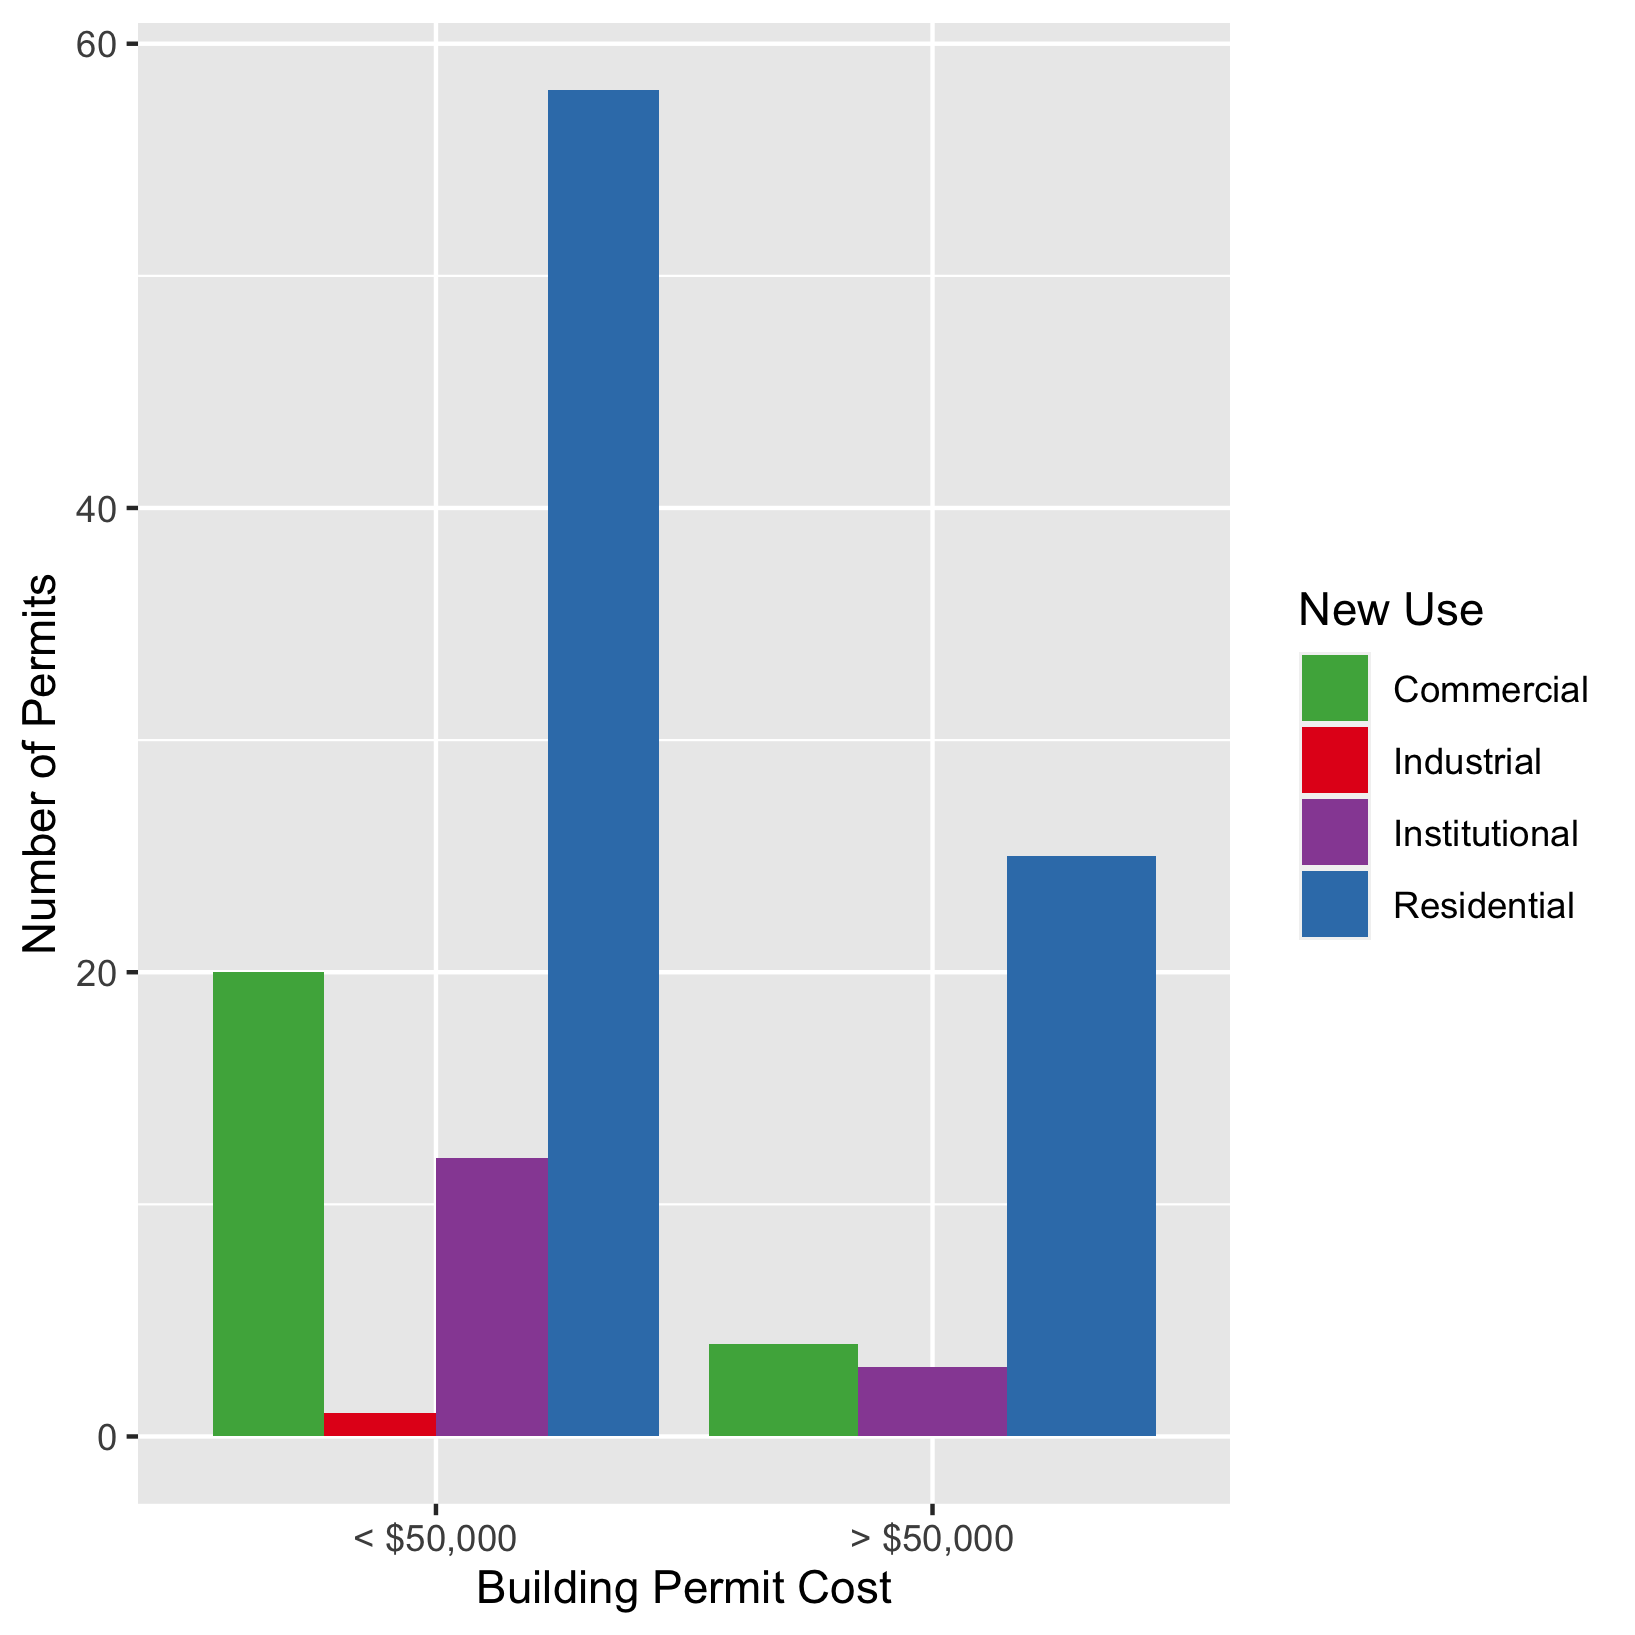 60
40
20
0
Number of Permits
< $50,000
> $50,000
Building Permit Cost
New Use
Commercial
Industrial
Institutional
Residential